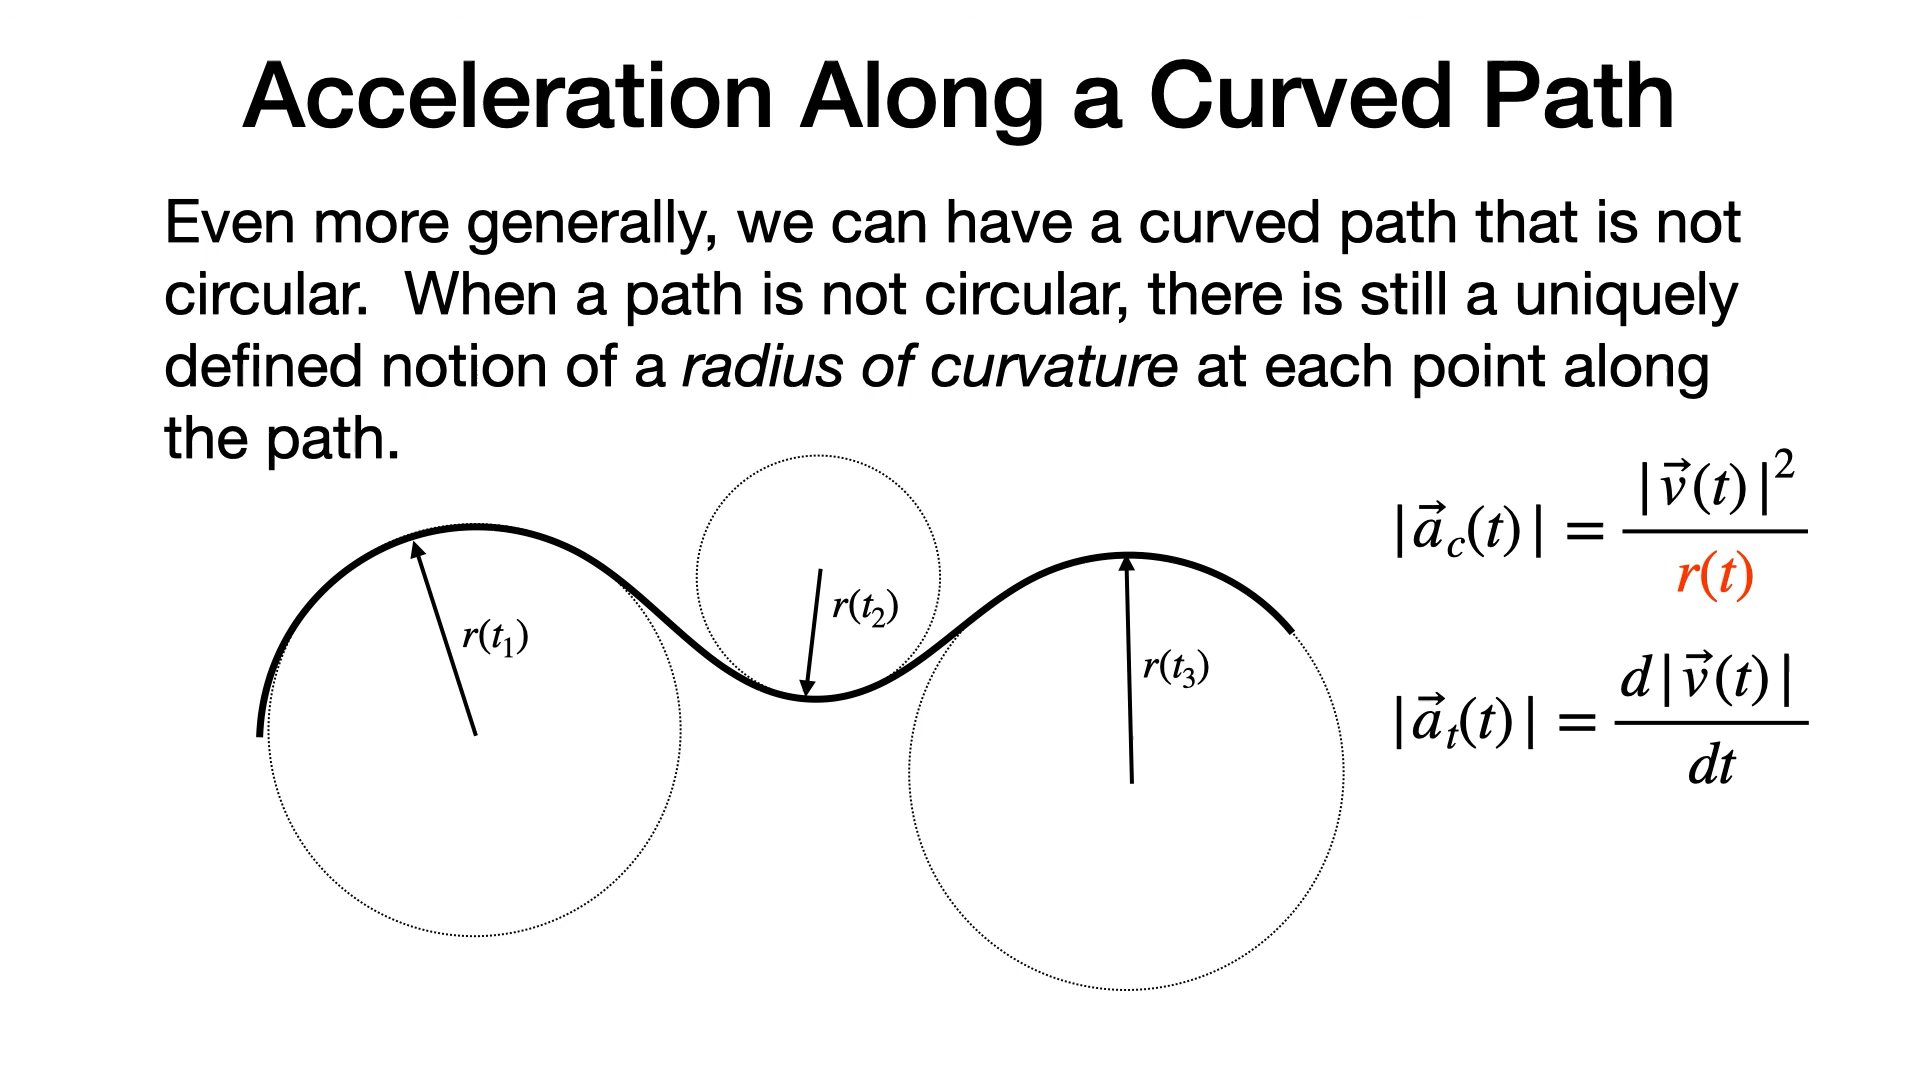 Acceleration Along a Curved Path
Even more generally, we can have a curved path that is not
circular.  When a path is not circular, there is still a uniquely
defined notion of a radius of curvature at each point along
the path.
|a⃗_c(t)| = |v⃗(t)|² / r(t)
r(t₁)
r(t₂)
r(t₃)
|a⃗_t(t)| = d|v⃗(t)| / dt